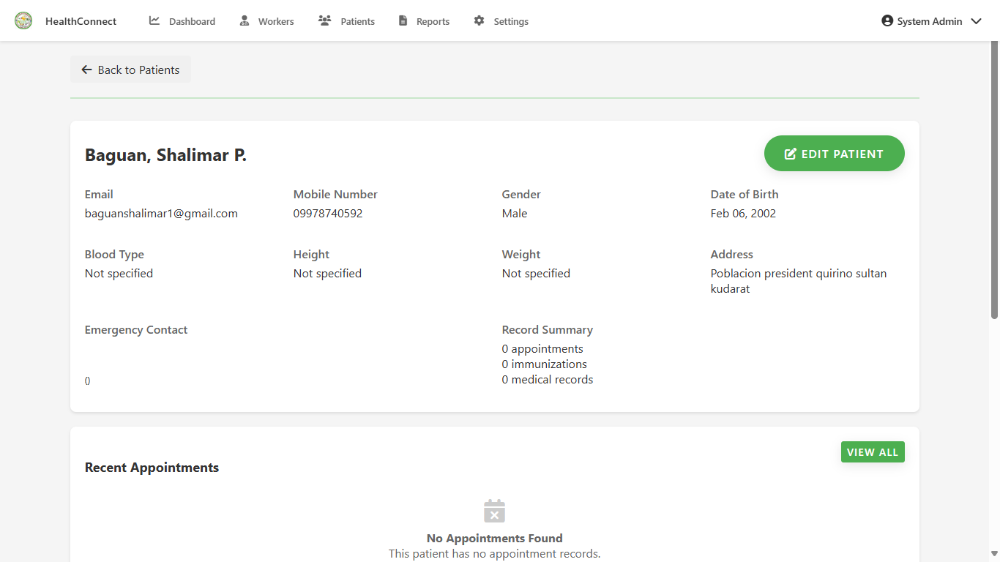 HealthConnect Dashboard Workers Patients Reports Settings System Admin
Back to Patients
Baguan, Shalimar P.
EDIT PATIENT
Email Mobile Number Gender Date of Birth
baguanshalimar1@gmail.com 09978740592 Male Feb 06, 2002
Blood Type Height Weight Address
Not specified Not specified Not specified Poblacion president quirino sultan
kudarat
Emergency Contact Record Summary
0 appointments
0 immunizations
() 0 medical records
VIEW ALL
Recent Appointments
No Appointments Found
This patient has no appointment records.